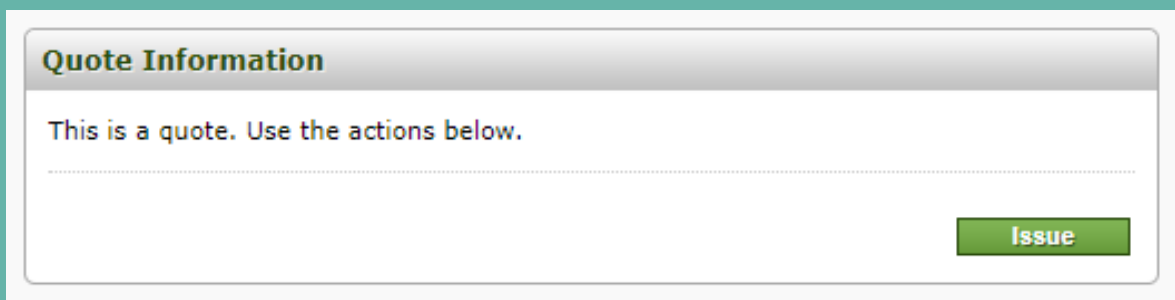 Quote Information
This is a quote. Use the actions below.
Issue